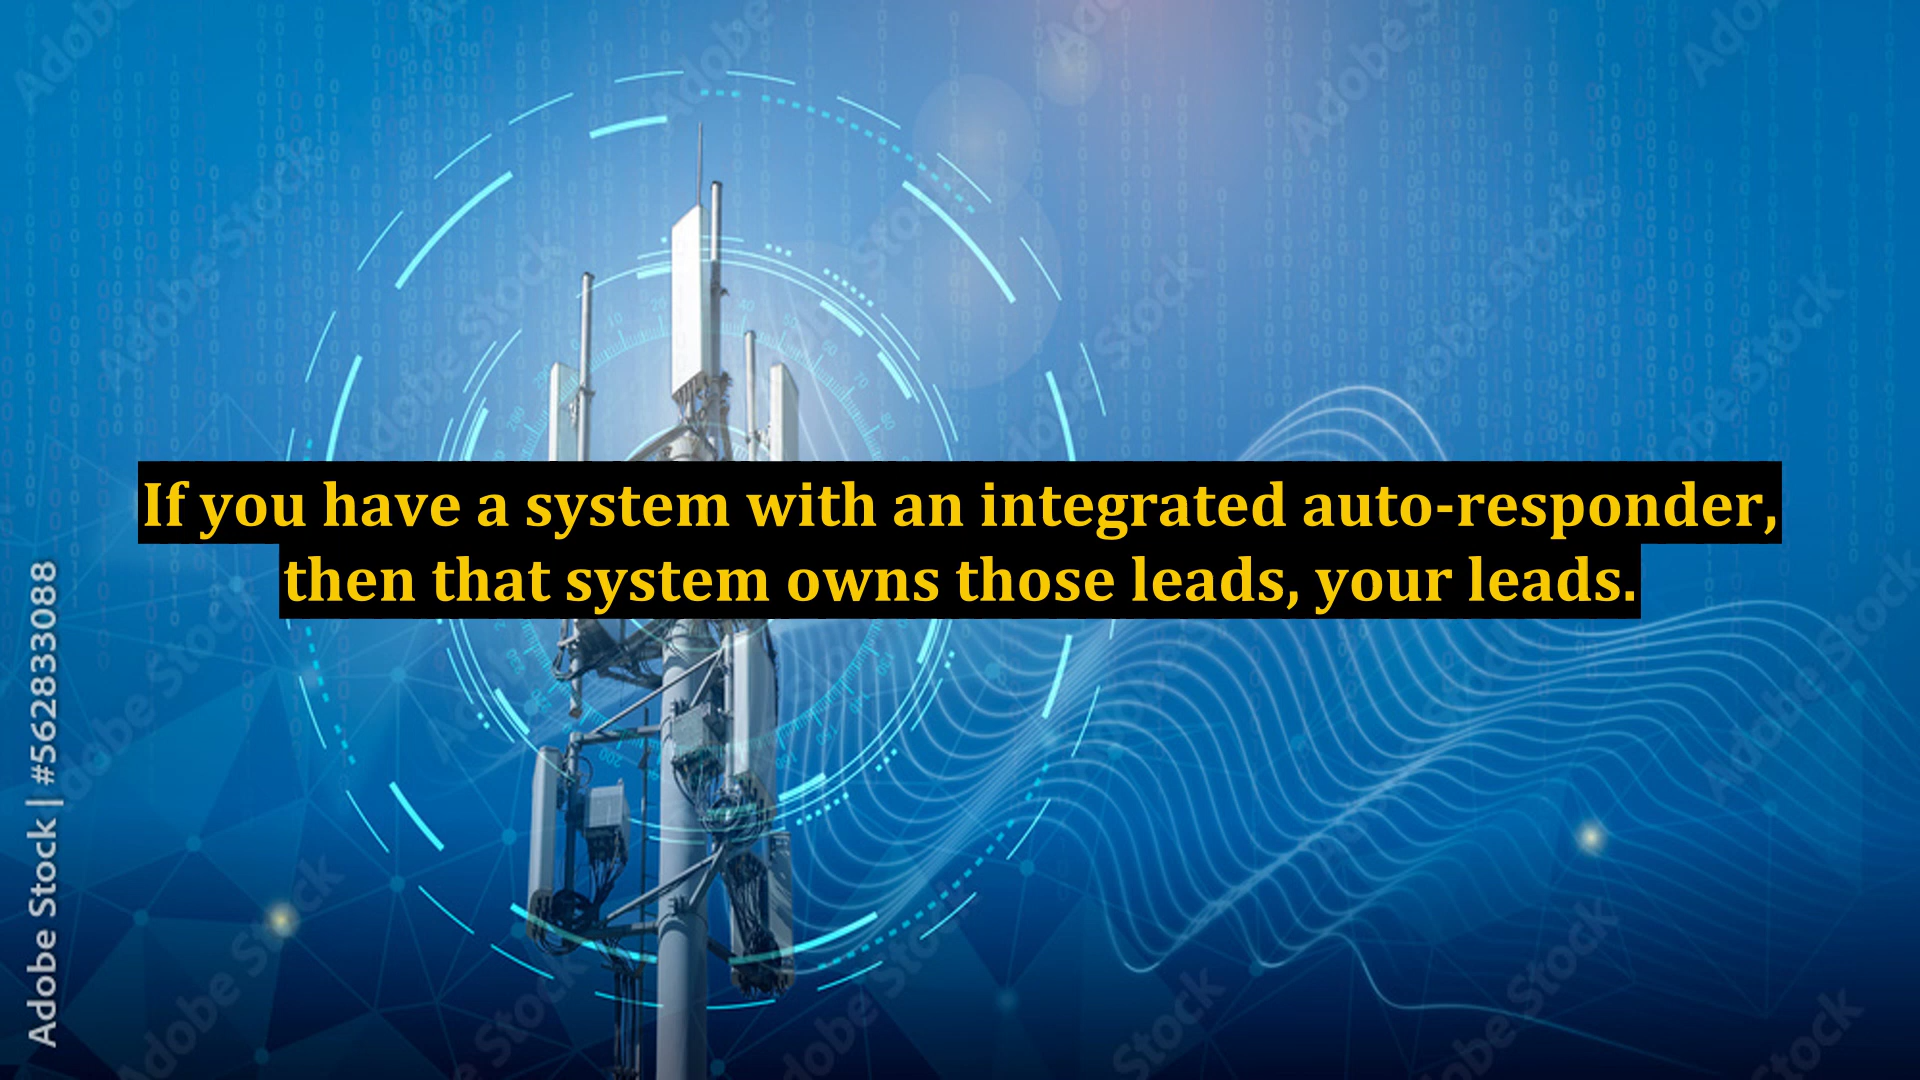 If you have a system with an integrated auto-responder,
then that system owns those leads, your leads.
Adobe Stock | #562833088